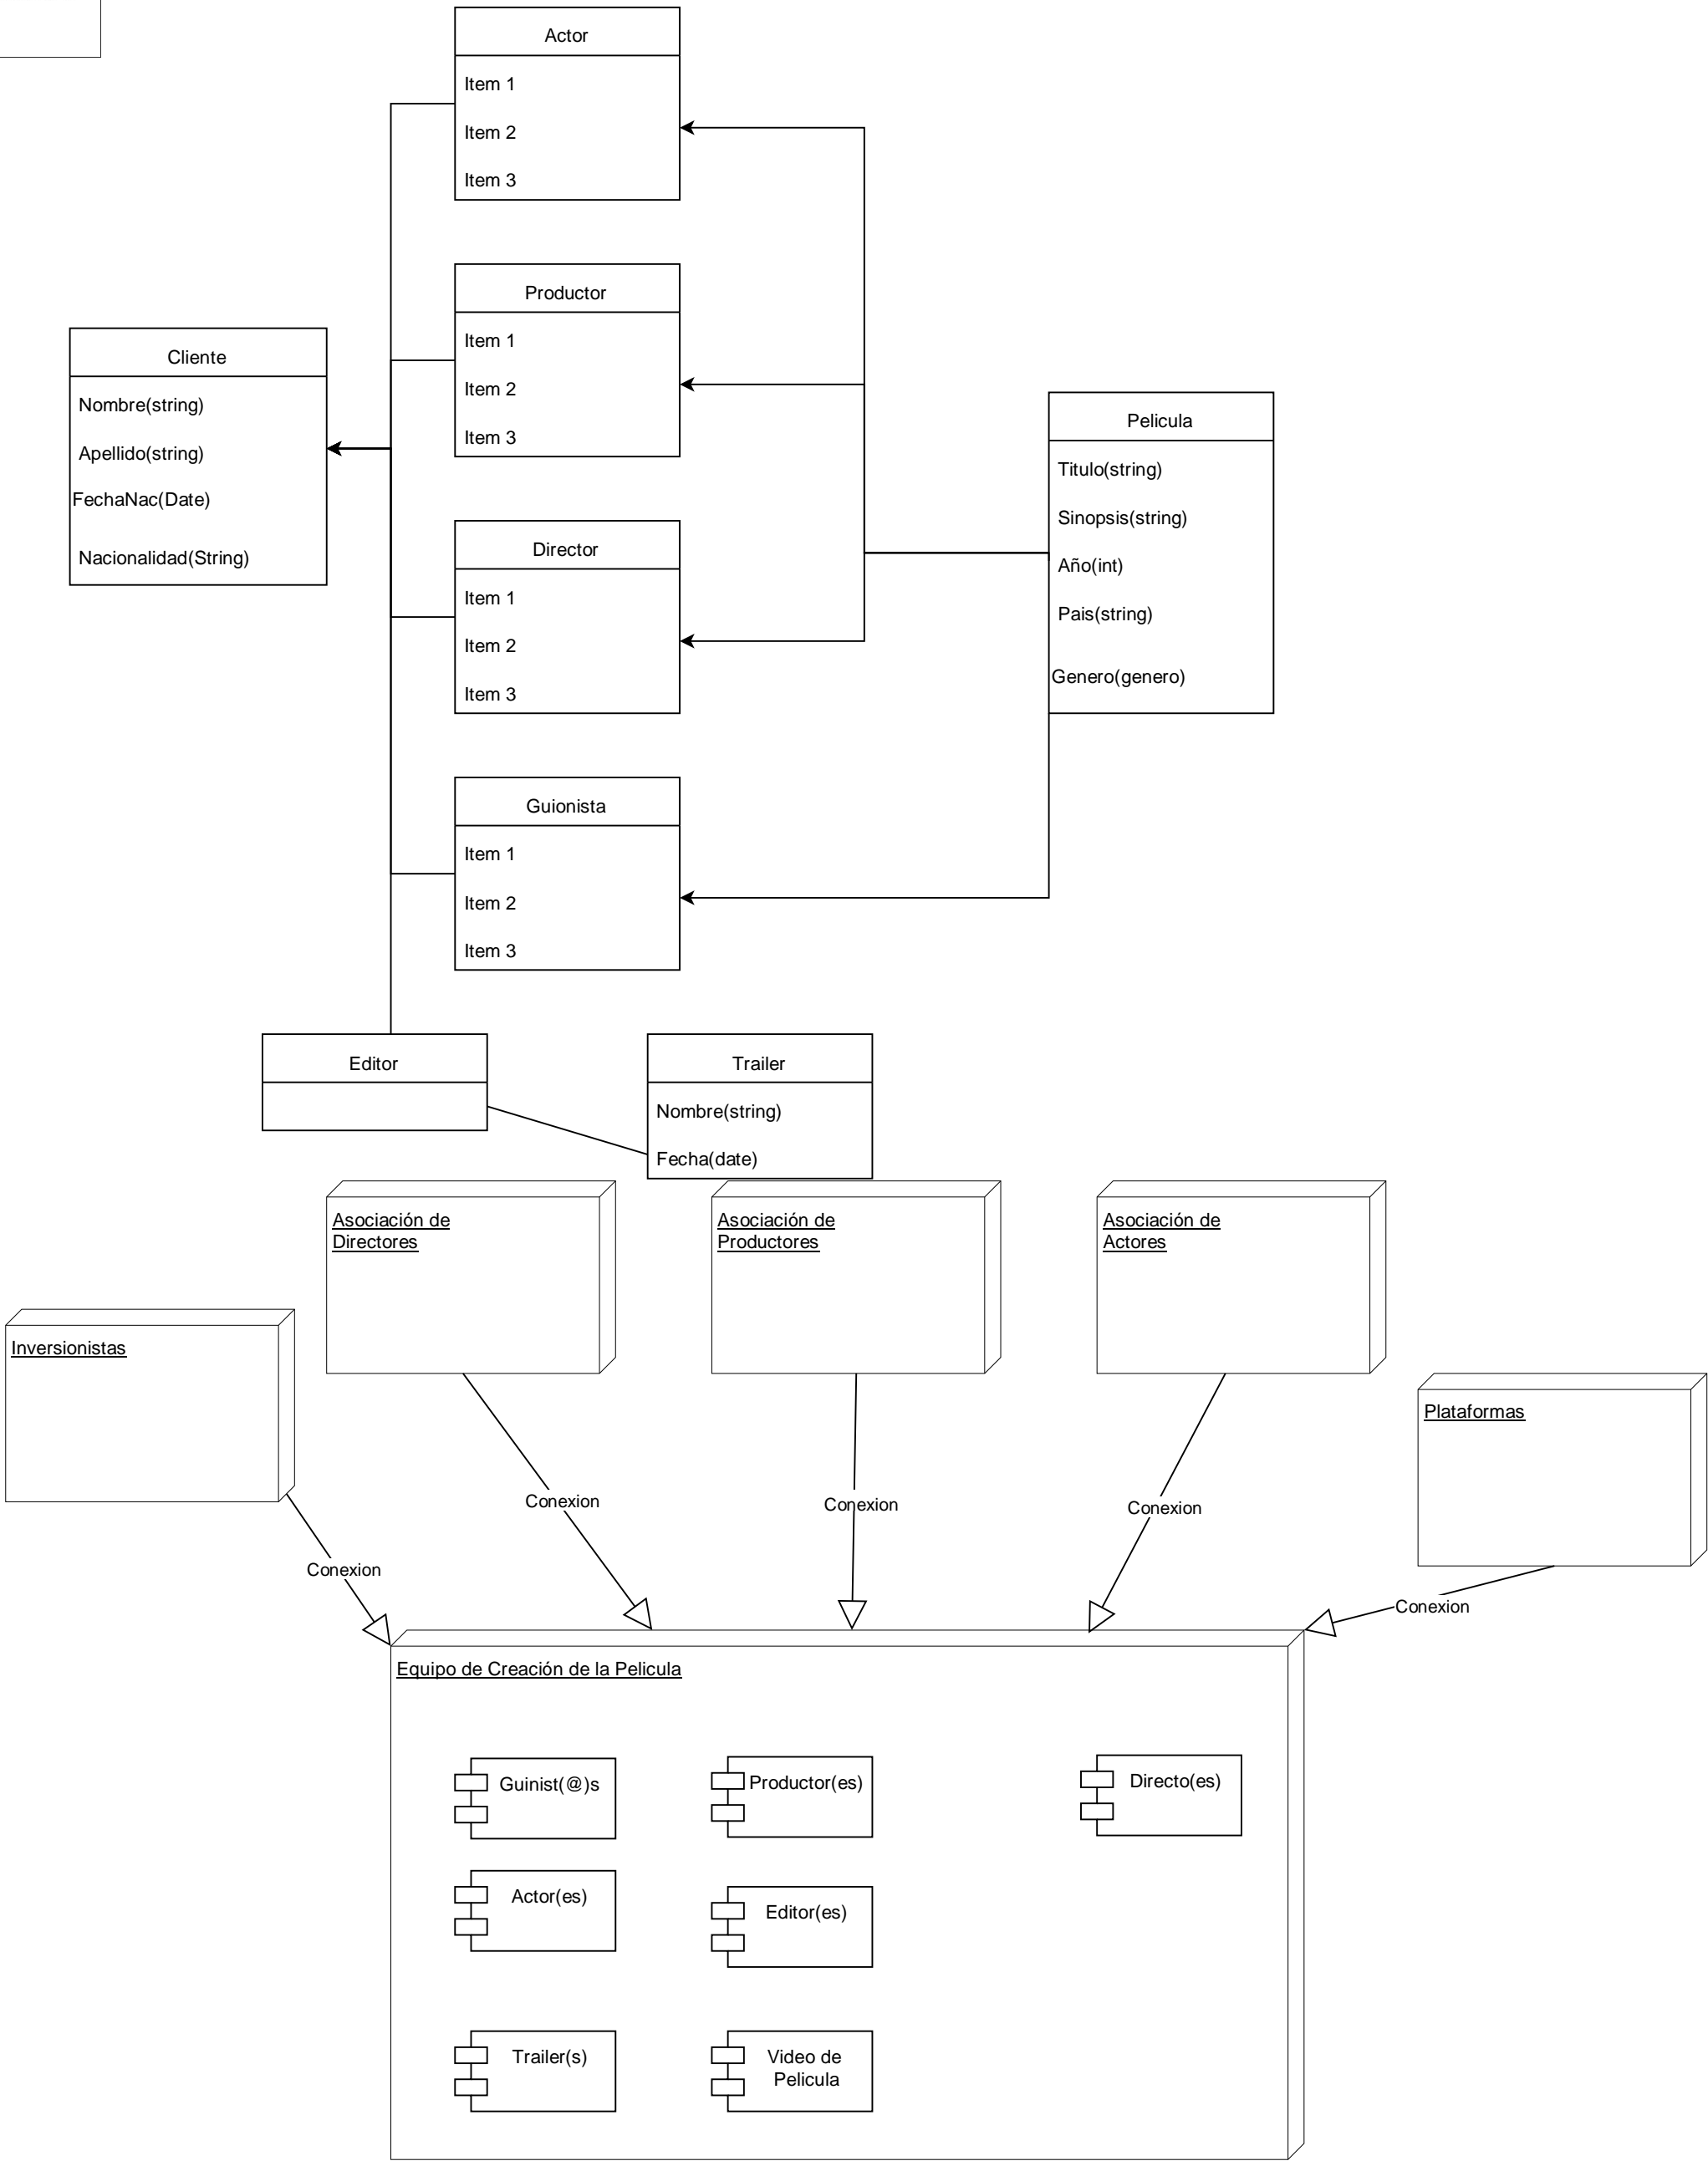 Actor
Item 1
Item 2
Item 3
Productor
Item 1
Item 2
Item 3
Cliente
Nombre(string)
Apellido(string)
FechaNac(Date)
Nacionalidad(String)
Pelicula
Titulo(string)
Sinopsis(string)
Año(int)
Pais(string)
Genero(genero)
Director
Item 1
Item 2
Item 3
Guionista
Item 1
Item 2
Item 3
Editor
Trailer
Nombre(string)
Fecha(date)
Asociación de
Directores
Asociación de
Productores
Asociación de
Actores
Inversionistas
Plataformas
Conexion
Conexion
Conexion
Conexion
Conexion
Equipo de Creación de la Pelicula
Guinist(@)s
Productor(es)
Directo(es)
Actor(es)
Editor(es)
Trailer(s)
Video de
Pelicula